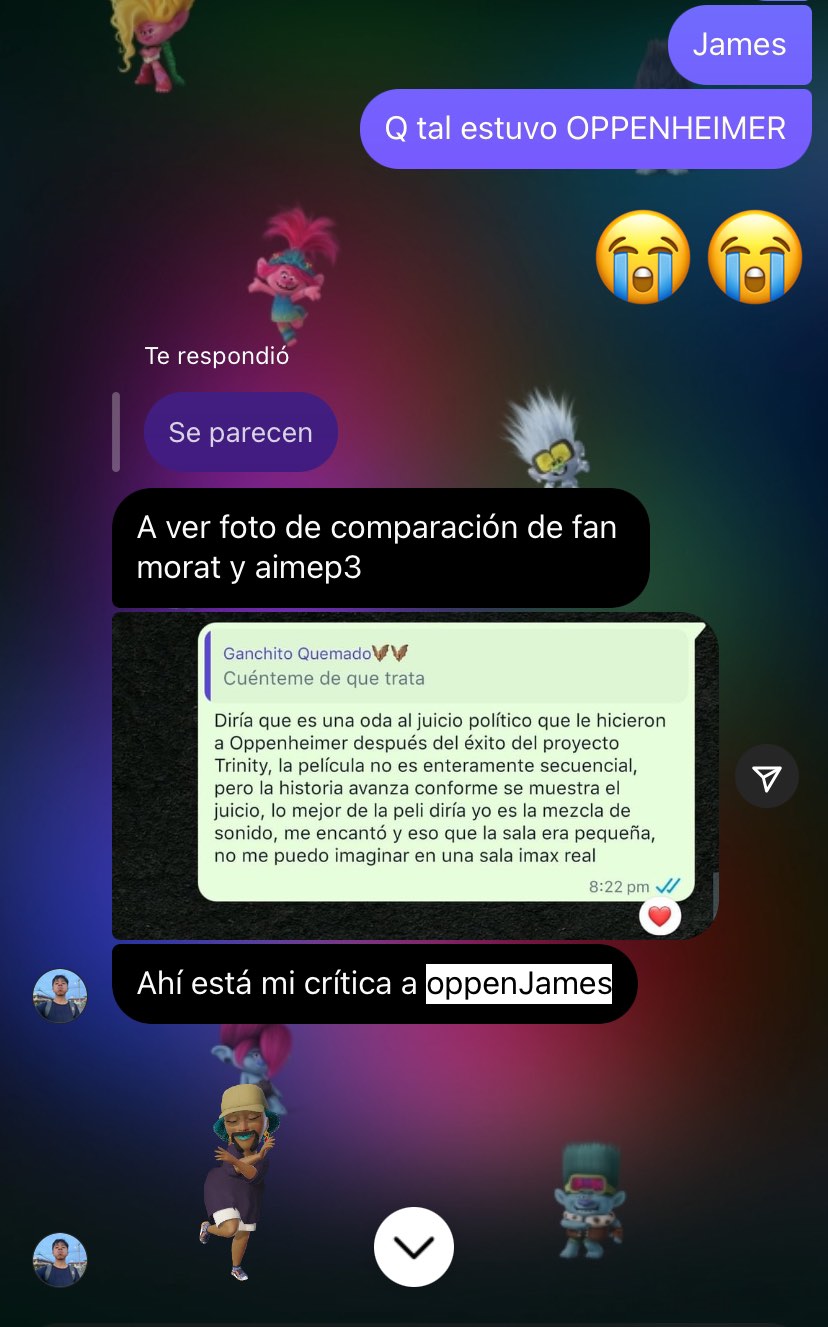 James
Q tal estuvo OPPENHEIMER
😭😭
Te respondió
Se parecen
A ver foto de comparación de fan
morat y aimep3
Ganchito Quemado
Cuénteme de que trata
Diría que es una oda al juicio político que le hicieron
a Oppenheimer después del éxito del proyecto
Trinity, la película no es enteramente secuencial,
pero la historia avanza conforme se muestra el
juicio, lo mejor de la peli diría yo es la mezcla de
sonido, me encantó y eso que la sala era pequeña,
no me puedo imaginar en una sala imax real
8:22 pm
Ahí está mi crítica a oppenJames